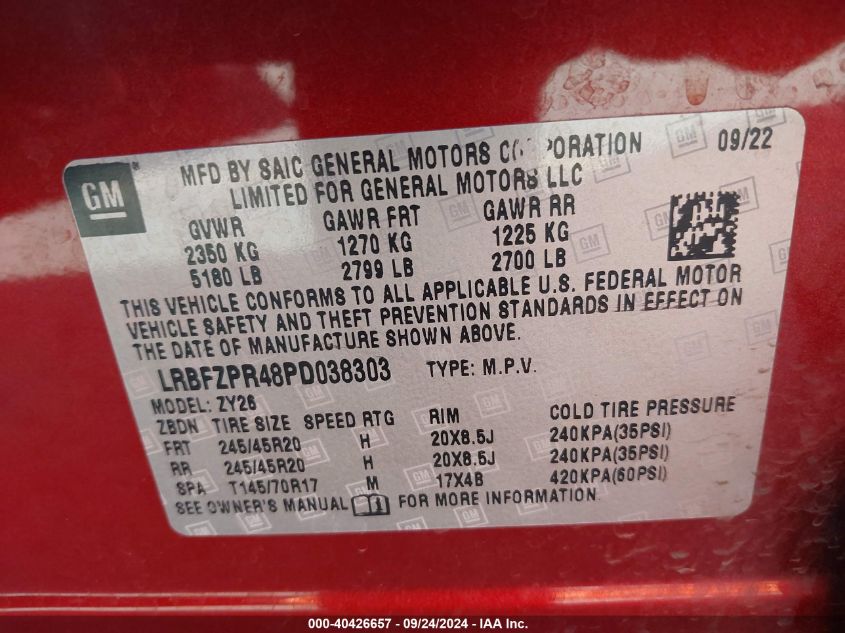 GM
MFD BY SAIC GENERAL MOTORS CORPORATION 09/22
LIMITED FOR GENERAL MOTORS LLC
GVWR GAWR FRT GAWR RR
2350 KG 1270 KG 1225 KG
5180 LB 2799 LB 2700 LB
THIS VEHICLE CONFORMS TO ALL APPLICABLE U.S. FEDERAL MOTOR
VEHICLE SAFETY AND THEFT PREVENTION STANDARDS IN EFFECT ON
THE DATE OF MANUFACTURE SHOWN ABOVE.
LRBFZPR48PD038303 TYPE: M.P.V.
MODEL: ZY26
ZBDN TIRE SIZE SPEED RTG RIM COLD TIRE PRESSURE
FRT 245/45R20 H 20X8.5J 240KPA(35PSI)
RR 245/45R20 H 20X8.5J 240KPA(35PSI)
SPA T145/70R17 M 17X4B 420KPA(60PSI)
SEE OWNER'S MANUAL FOR MORE INFORMATION.
000-40426657 - 09/24/2024 - IAA Inc.